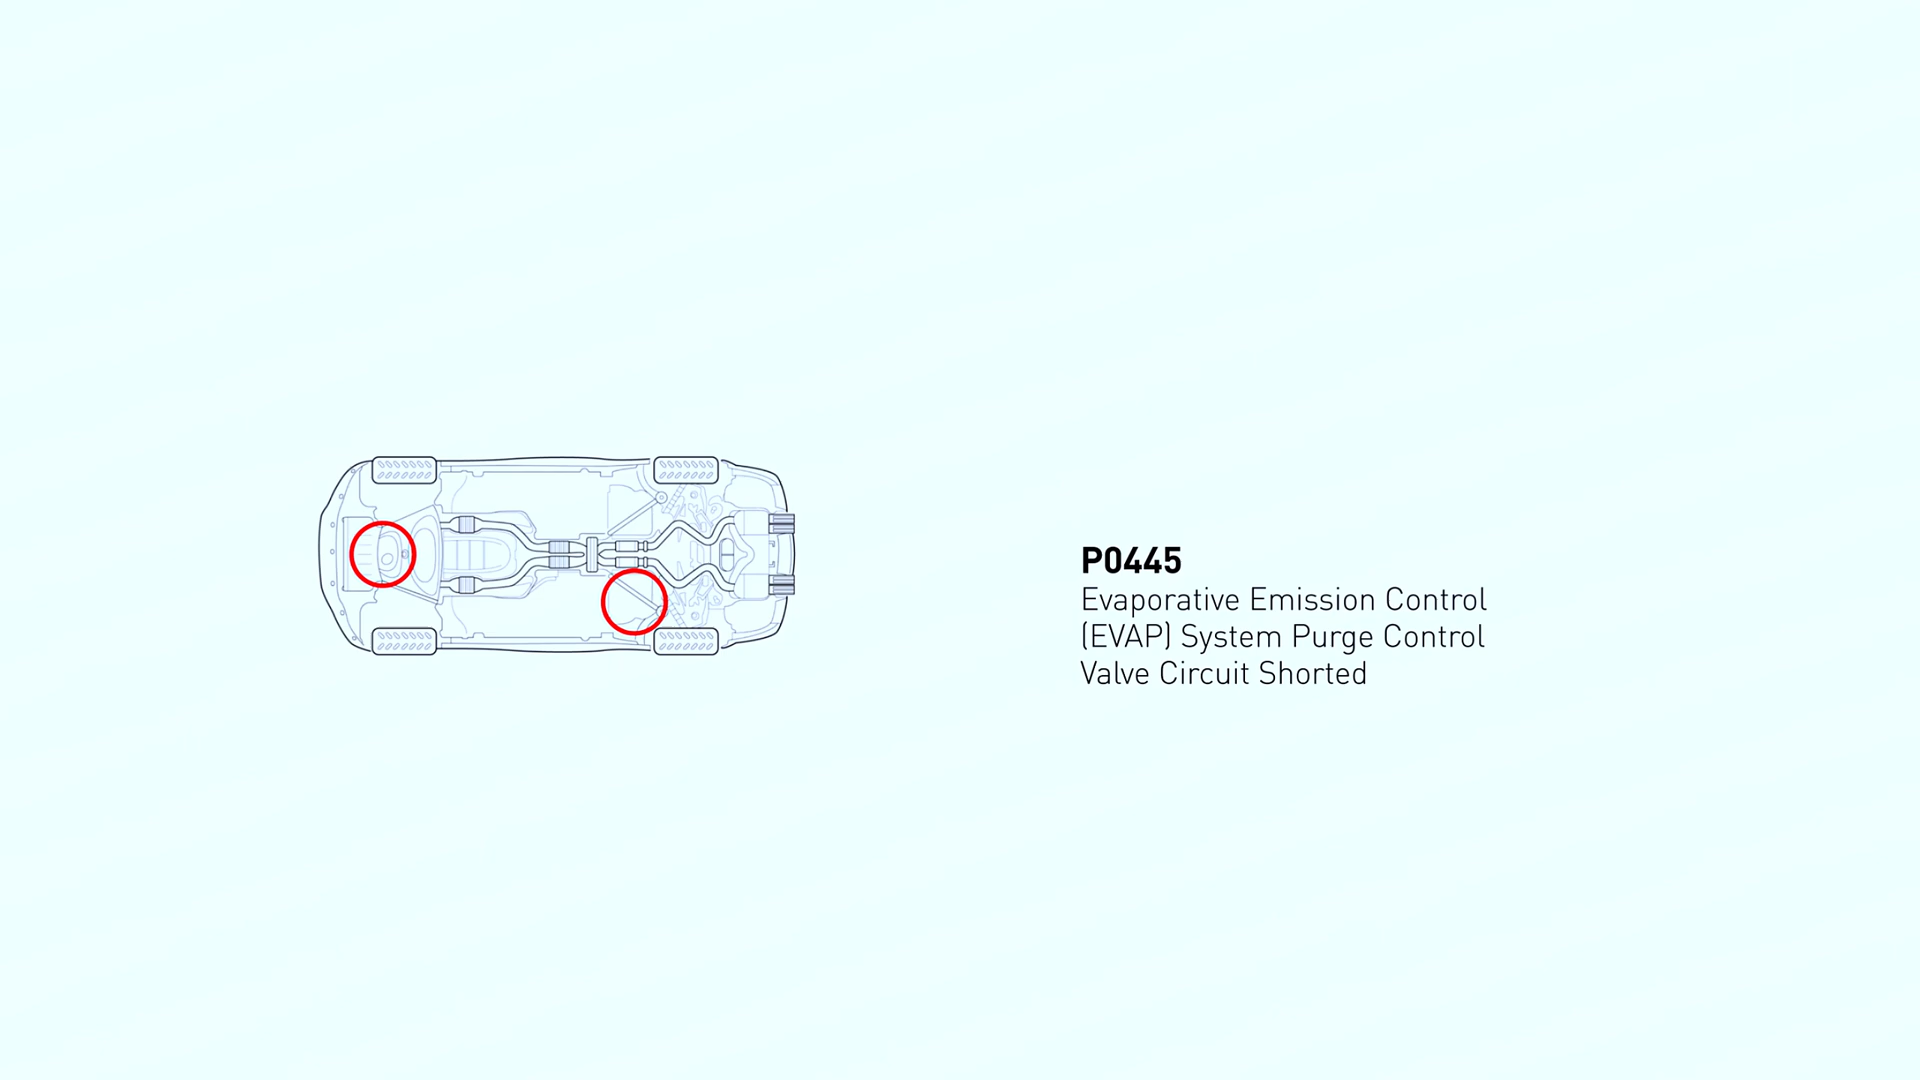 P0445
Evaporative Emission Control
(EVAP) System Purge Control
Valve Circuit Shorted